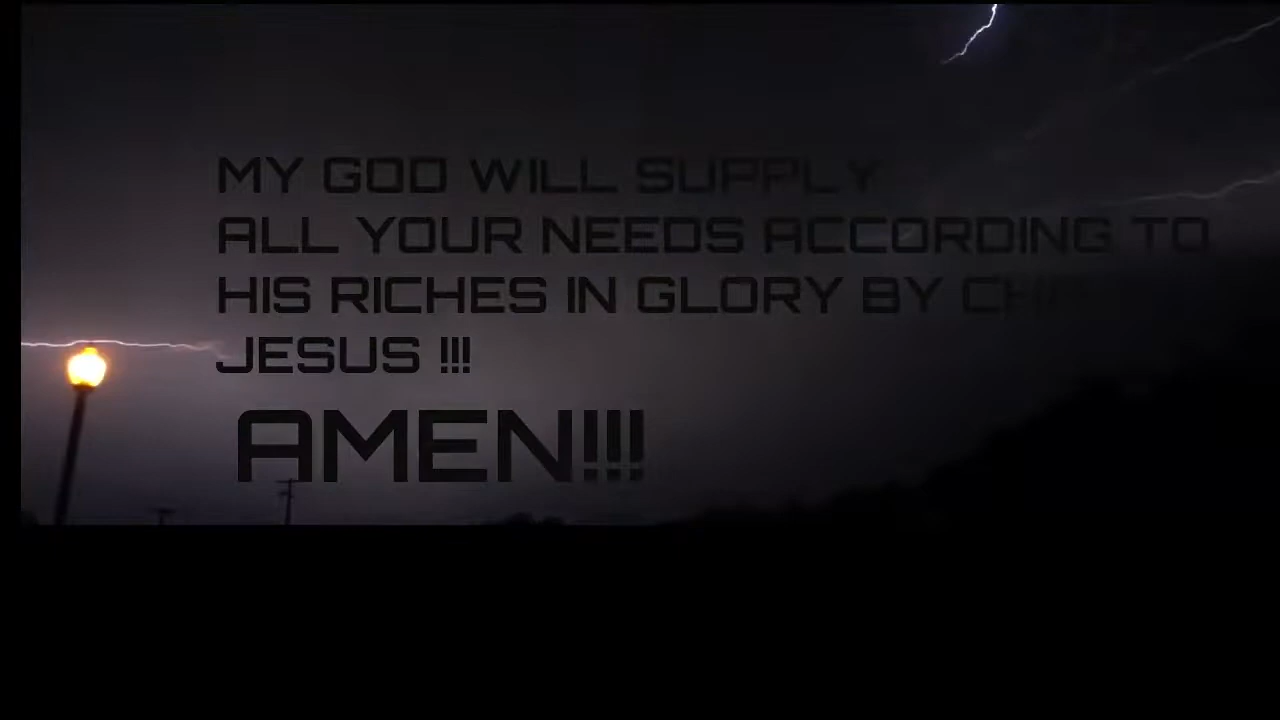 MY GOD WILL SUPPLY
ALL YOUR NEEDS ACCORDING TO
HIS RICHES IN GLORY BY
JESUS !!!
AMEN!!!